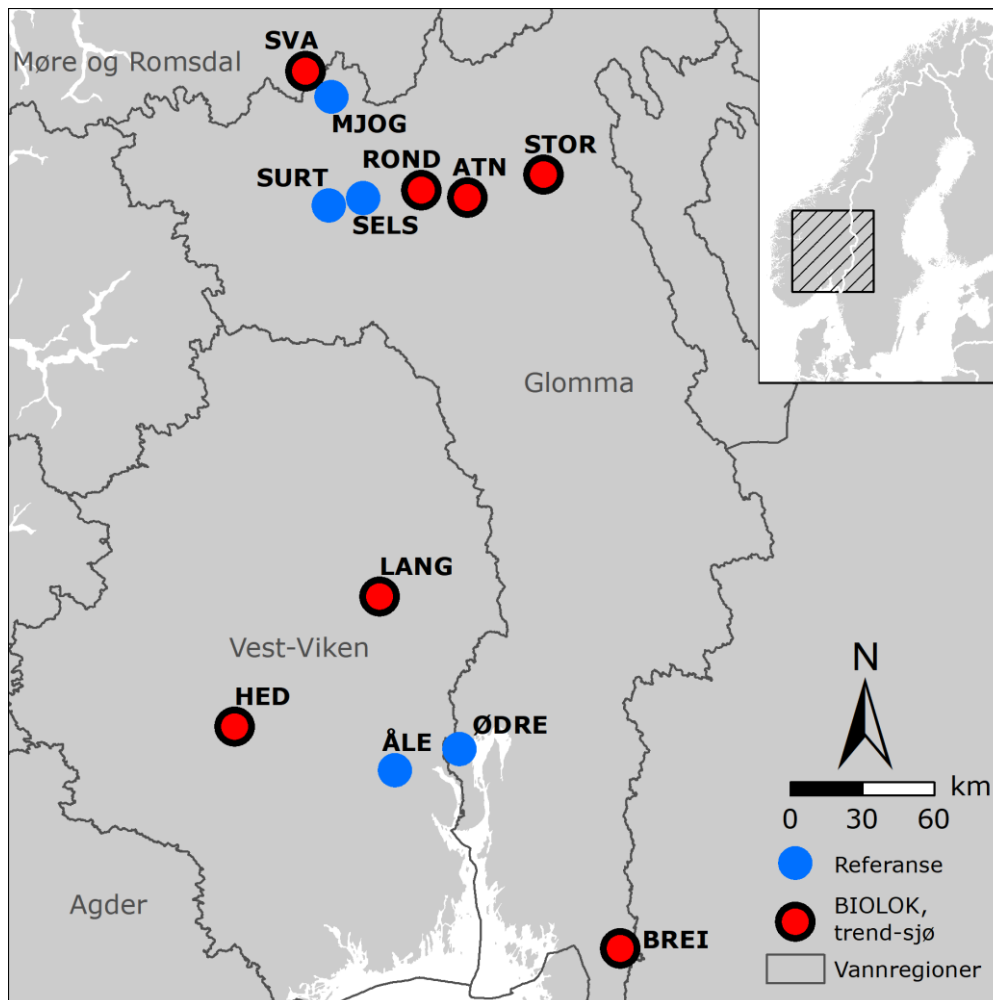 SVA
Møre og Romsdal
MJOG
STOR
ROND
ATN
SURT
SELS
Glomma
LANG
Vest-Viken
HED
ÅLE
ØDRE
N
km
0 30 60
Referanse
Agder
BIOLOK,
trend-sjø
BREI
Vannregioner